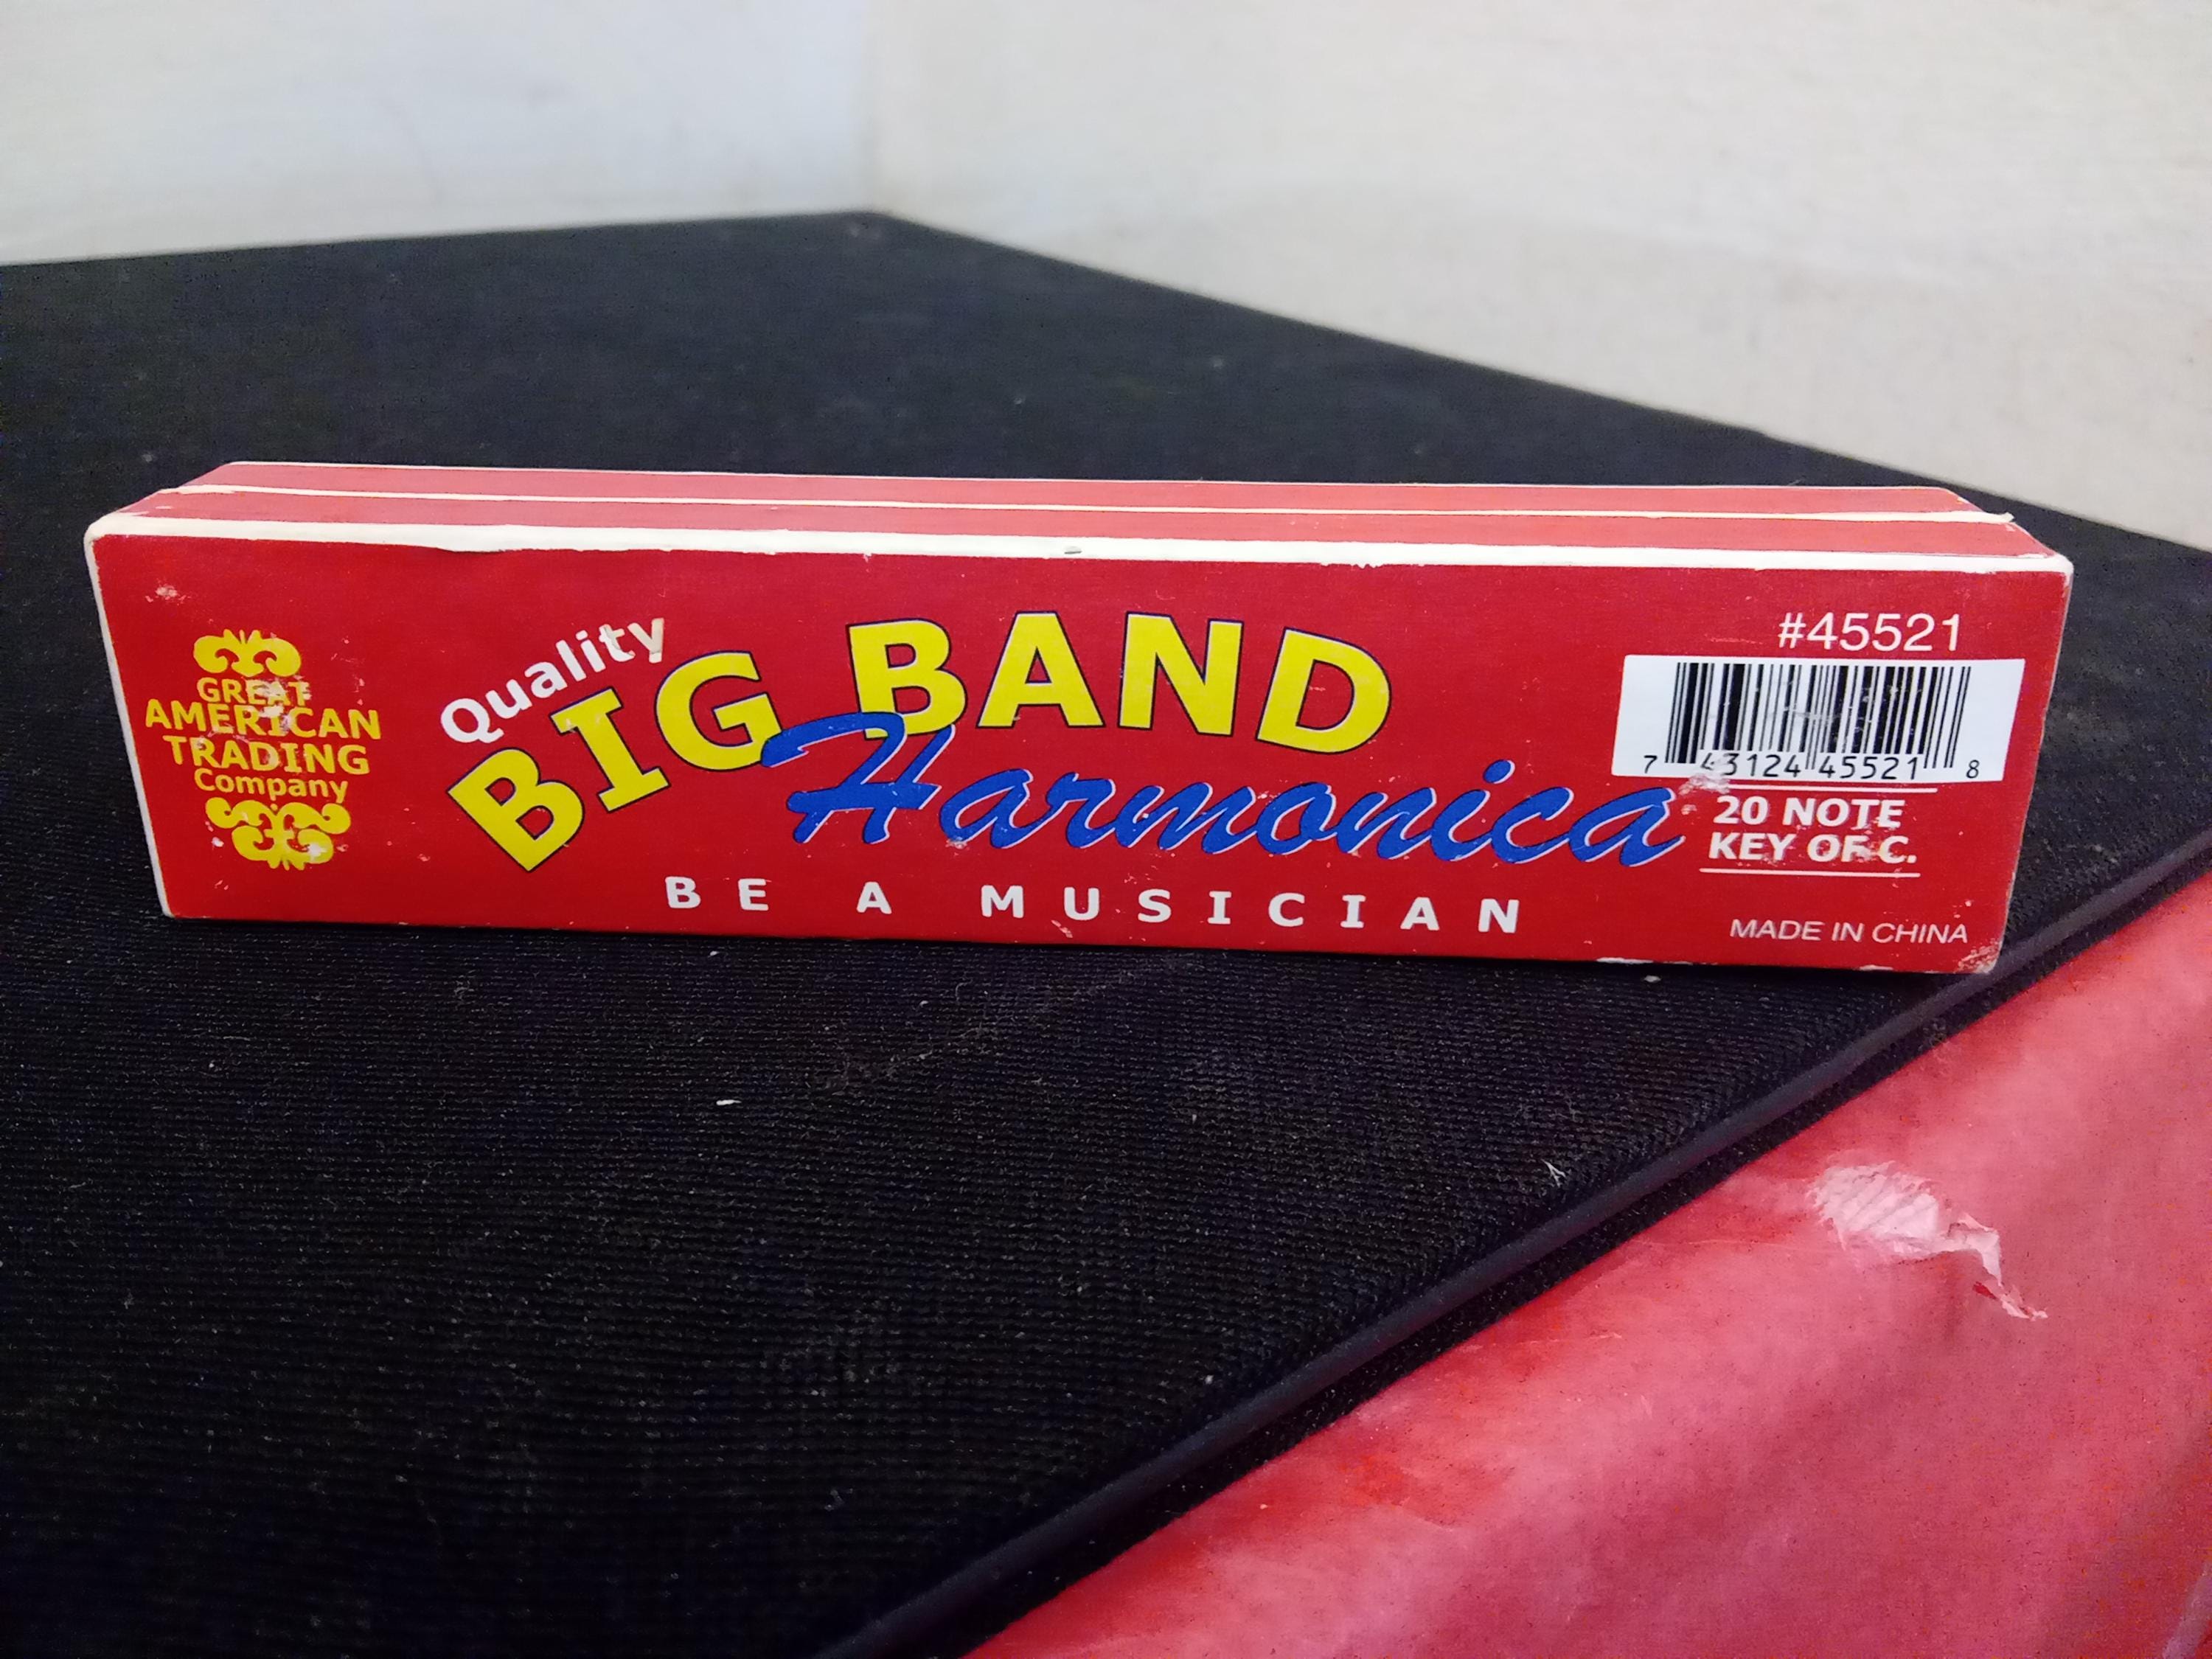 GREAT
AMERICAN
TRADING
Company
Quality
BIG BAND
Harmonica
BE A MUSICIAN
#45521
7 43124 45521 8
20 NOTE
KEY OF C.
MADE IN CHINA